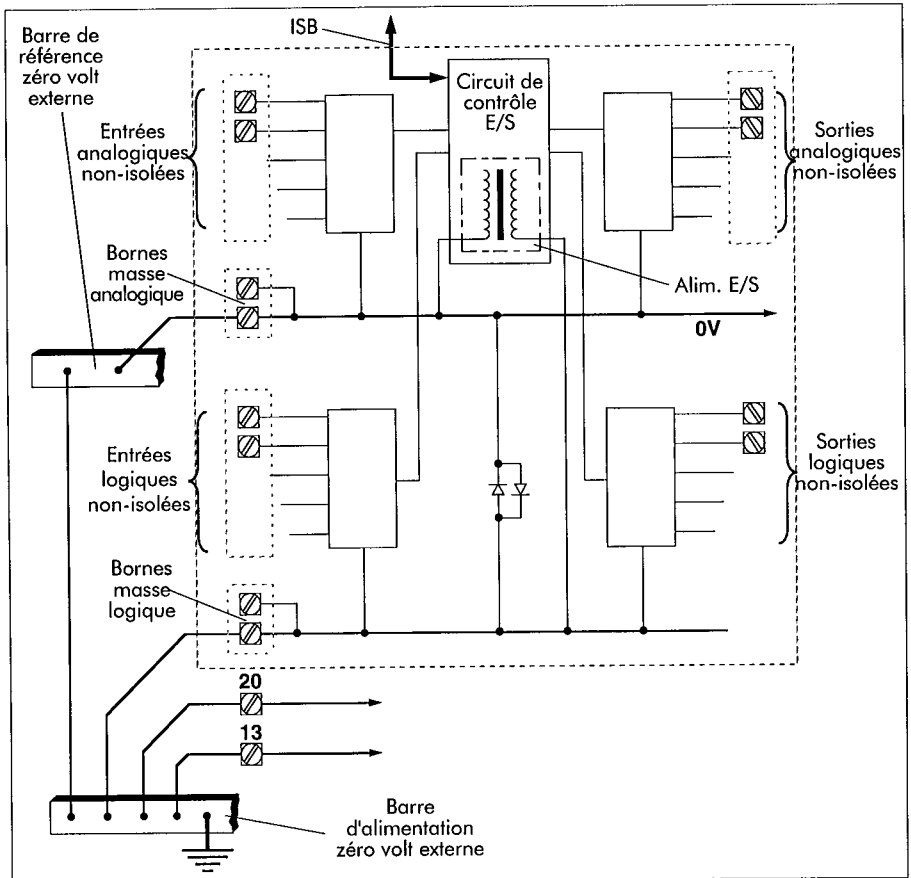 ISB
Barre de
référence
zéro volt
externe
Circuit de
contrôle
E/S
Entrées
analogiques
non-isolées
Sorties
analogiques
non-isolées
Bornes
masse
analogique
Alim. E/S
0V
Entrées
logiques
non-isolées
Sorties
logiques
non-isolées
Bornes
masse
logique
20
13
Barre
d'alimentation
zéro volt externe